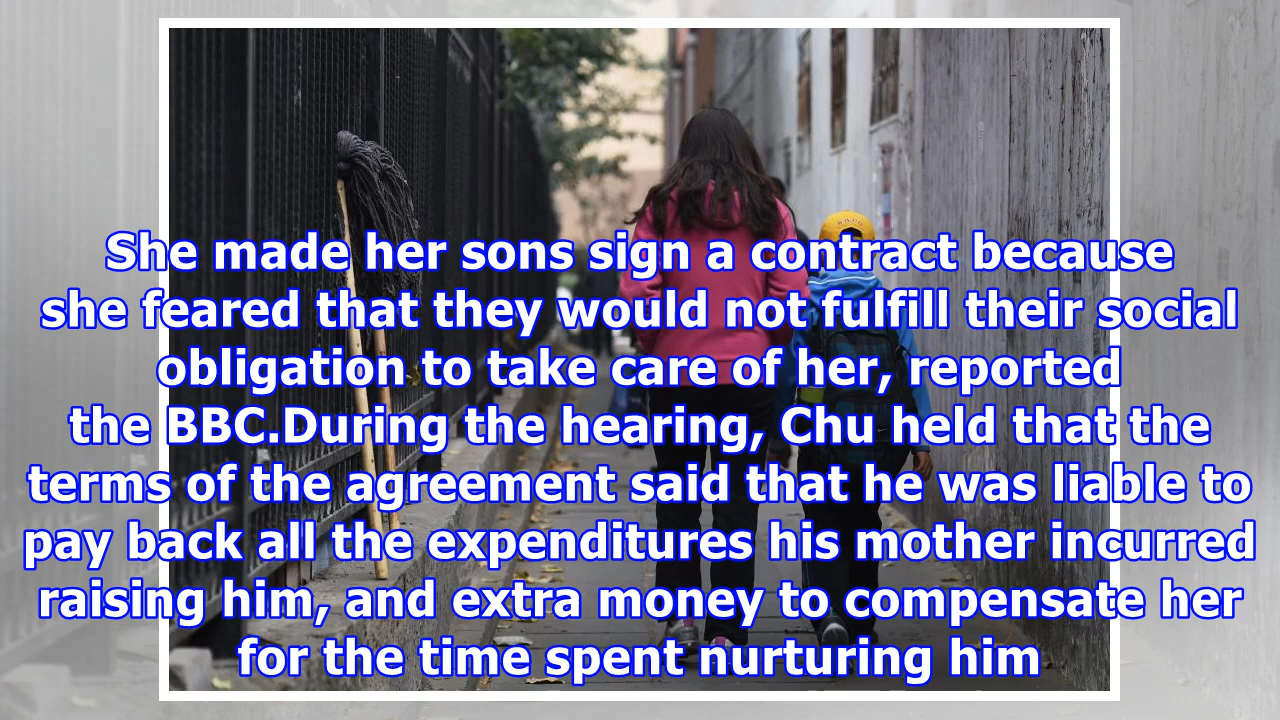 She made her sons sign a contract because
she feared that they would not fulfill their social
obligation to take care of her, reported
the BBC.During the hearing, Chu held that the
terms of the agreement said that he was liable to
pay back all the expenditures his mother incurred
raising him, and extra money to compensate her
for the time spent nurturing him